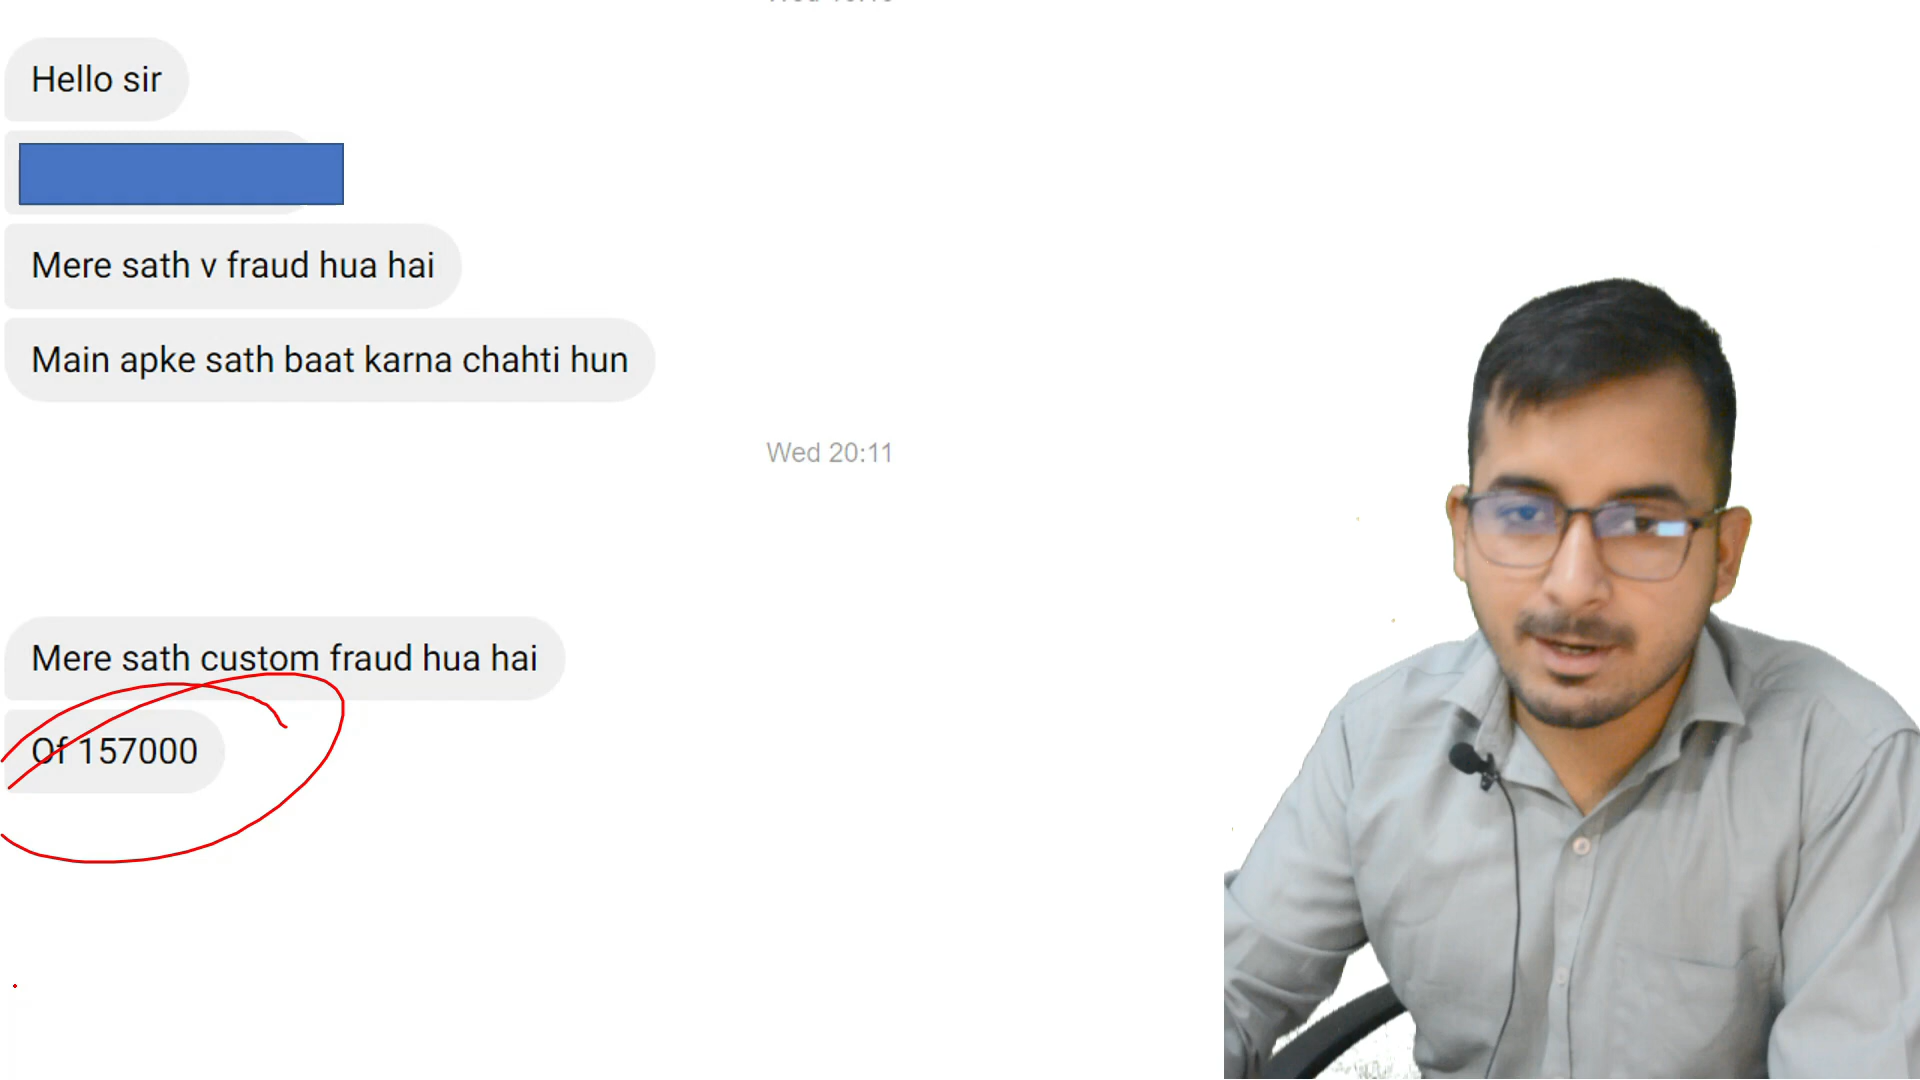 Hello sir
Mere sath v fraud hua hai
Main apke sath baat karna chahti hun
Wed 20:11
Mere sath custom fraud hua hai
Of 157000